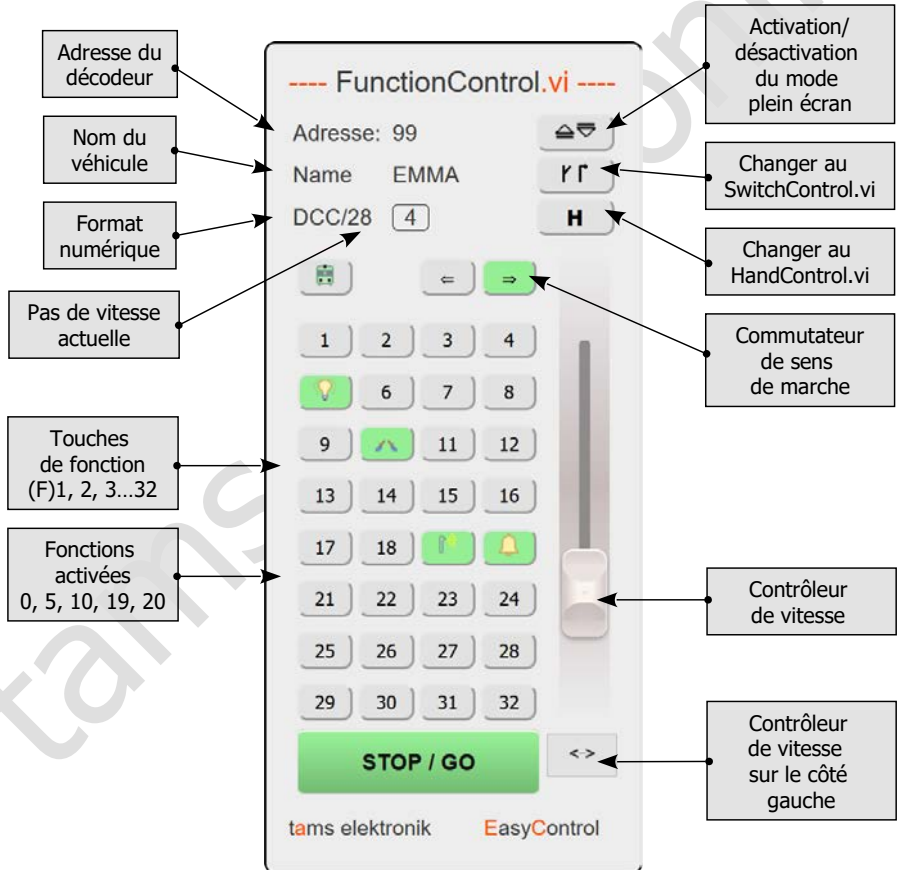 Adresse du
décodeur
Nom du
véhicule
Format
numérique
Pas de vitesse
actuelle
Touches
de fonction
(F)1, 2, 3...32
Fonctions
activées
0, 5, 10, 19, 20
---- FunctionControl.vi ----
Adresse: 99
Name EMMA
DCC/28 4
H
⇐ ⇒
1 2 3 4
6 7 8
9 11 12
13 14 15 16
17 18
21 22 23 24
25 26 27 28
29 30 31 32
STOP / GO <->
tams elektronik EasyControl
Activation/
désactivation
du mode
plein écran
Changer au
SwitchControl.vi
Changer au
HandControl.vi
Commutateur
de sens
de marche
Contrôleur
de vitesse
Contrôleur
de vitesse
sur le côté
gauche
tams